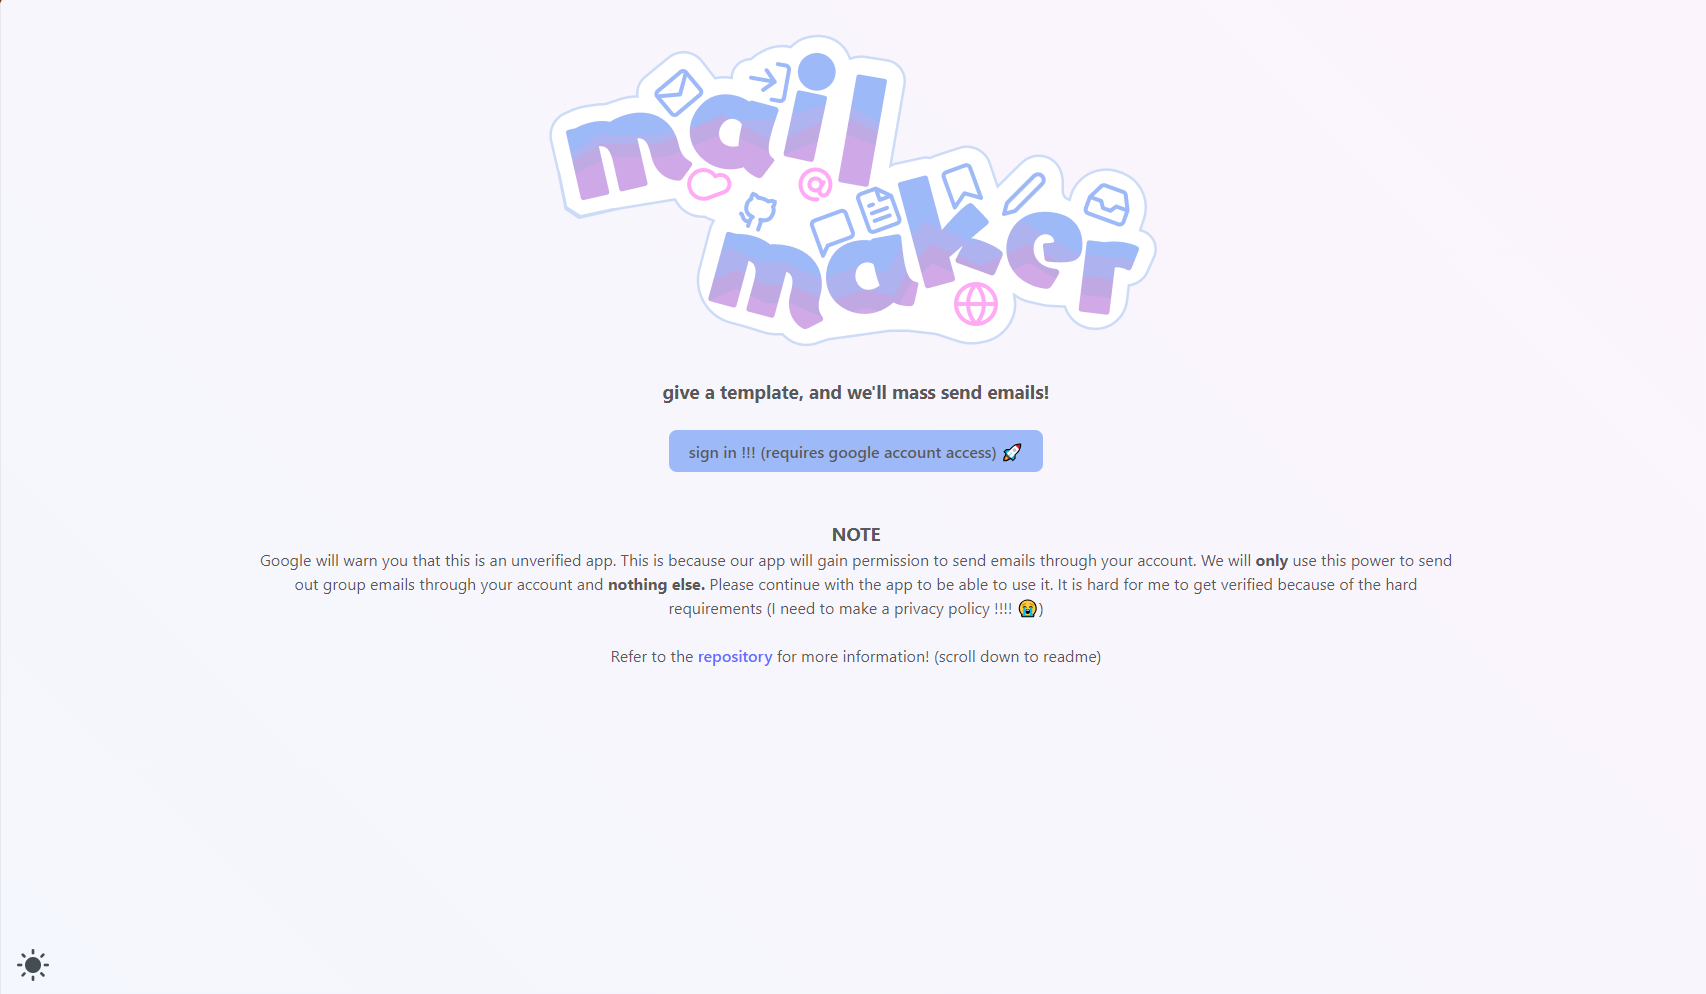 mail
maker
give a template, and we'll mass send emails!
sign in !!! (requires google account access) 🚀
NOTE
Google will warn you that this is an unverified app. This is because our app will gain permission to send emails through your account. We will only use this power to send
out group emails through your account and nothing else. Please continue with the app to be able to use it. It is hard for me to get verified because of the hard
requirements (I need to make a privacy policy !!!! 😭)
Refer to the repository for more information! (scroll down to readme)